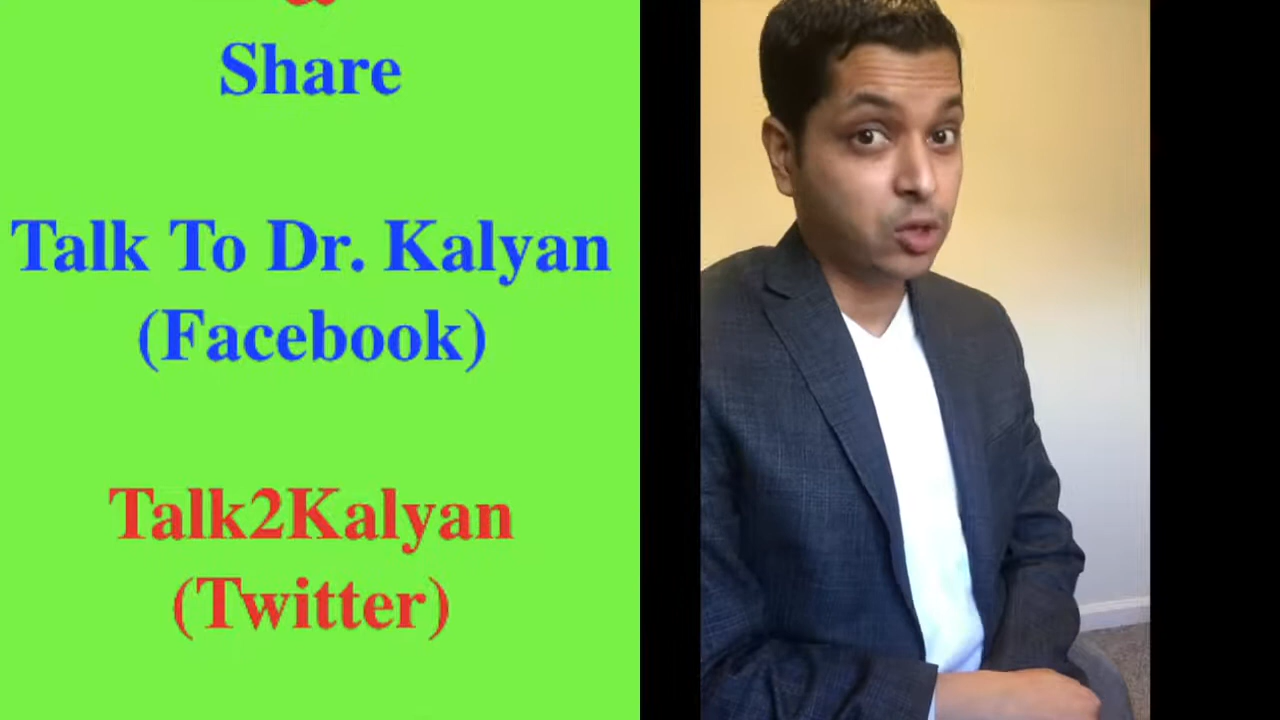 Share
Talk To Dr. Kalyan
(Facebook)
Talk2Kalyan
(Twitter)